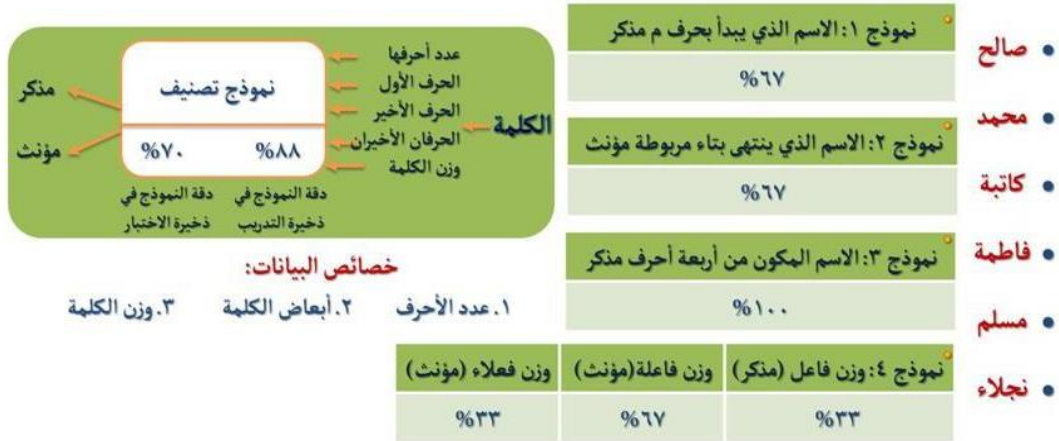 • صالح
• محمد
• كاتبة
• فاطمة
• مسلم
• نجلاء
نموذج ١: الاسم الذي يبدأ بحرف م مذكر
%٦٧
نموذج ٢: الاسم الذي ينتهى بتاء مربوطة مؤنث
%٦٧
نموذج ٣: الاسم المكون من أربعة أحرف مذكر
%١٠٠
نموذج ٤: وزن فاعل (مذكر) وزن فاعلة(مؤنث) وزن فعلاء (مؤنث)
%٣٣ %٦٧ %٣٣
الكلمة
عدد أحرفها
الحرف الأول
الحرف الأخير
الحرفان الأخيران
وزن الكلمة
نموذج تصنيف
%٨٨ %٧٠
مذكر
مؤنث
دقة النموذج في دقة النموذج في
ذخيرة التدريب ذخيرة الاختبار
خصائص البيانات:
١. عدد الأحرف ٢. أبعاض الكلمة ٣. وزن الكلمة